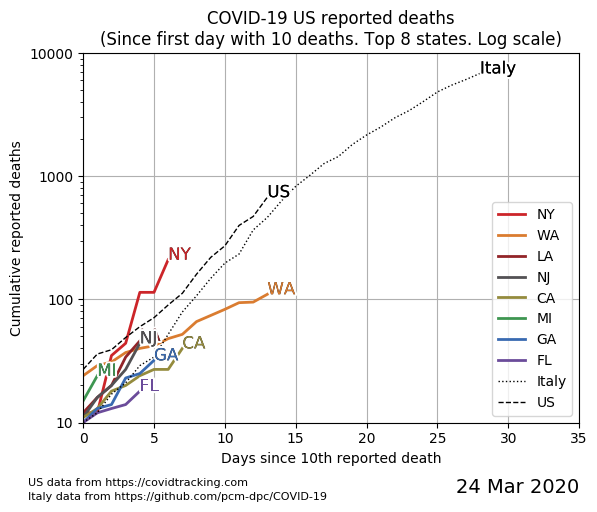 COVID-19 US reported deaths
(Since first day with 10 deaths. Top 8 states. Log scale)
Cumulative reported deaths
10000
1000
100
10
Italy
US
NY
WA
NJ
CA
GA
MI
FL
NY
WA
LA
NJ
CA
MI
GA
FL
Italy
US
0
5
10
15
20
25
30
35
Days since 10th reported death
US data from https://covidtracking.com
Italy data from https://github.com/pcm-dpc/COVID-19
24 Mar 2020